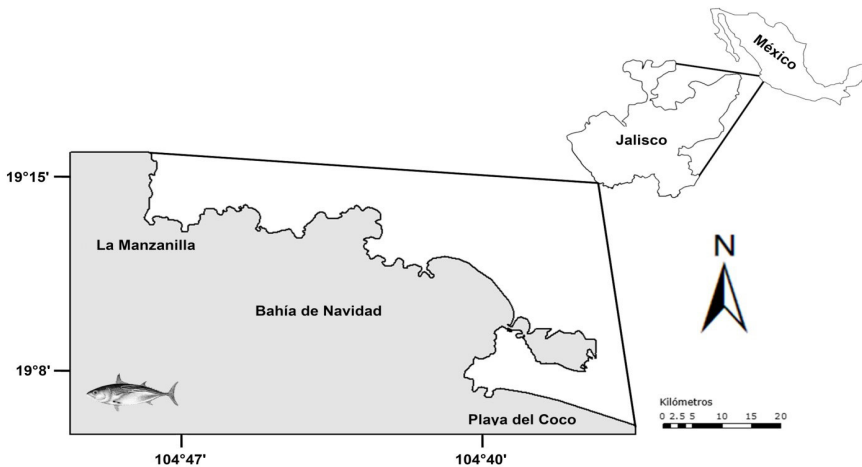 México
Jalisco
19°15'
La Manzanilla
N
Bahía de Navidad
19°8'
Kilómetros
0 2.5 5 10 15 20
Playa del Coco
104°47'
104°40'